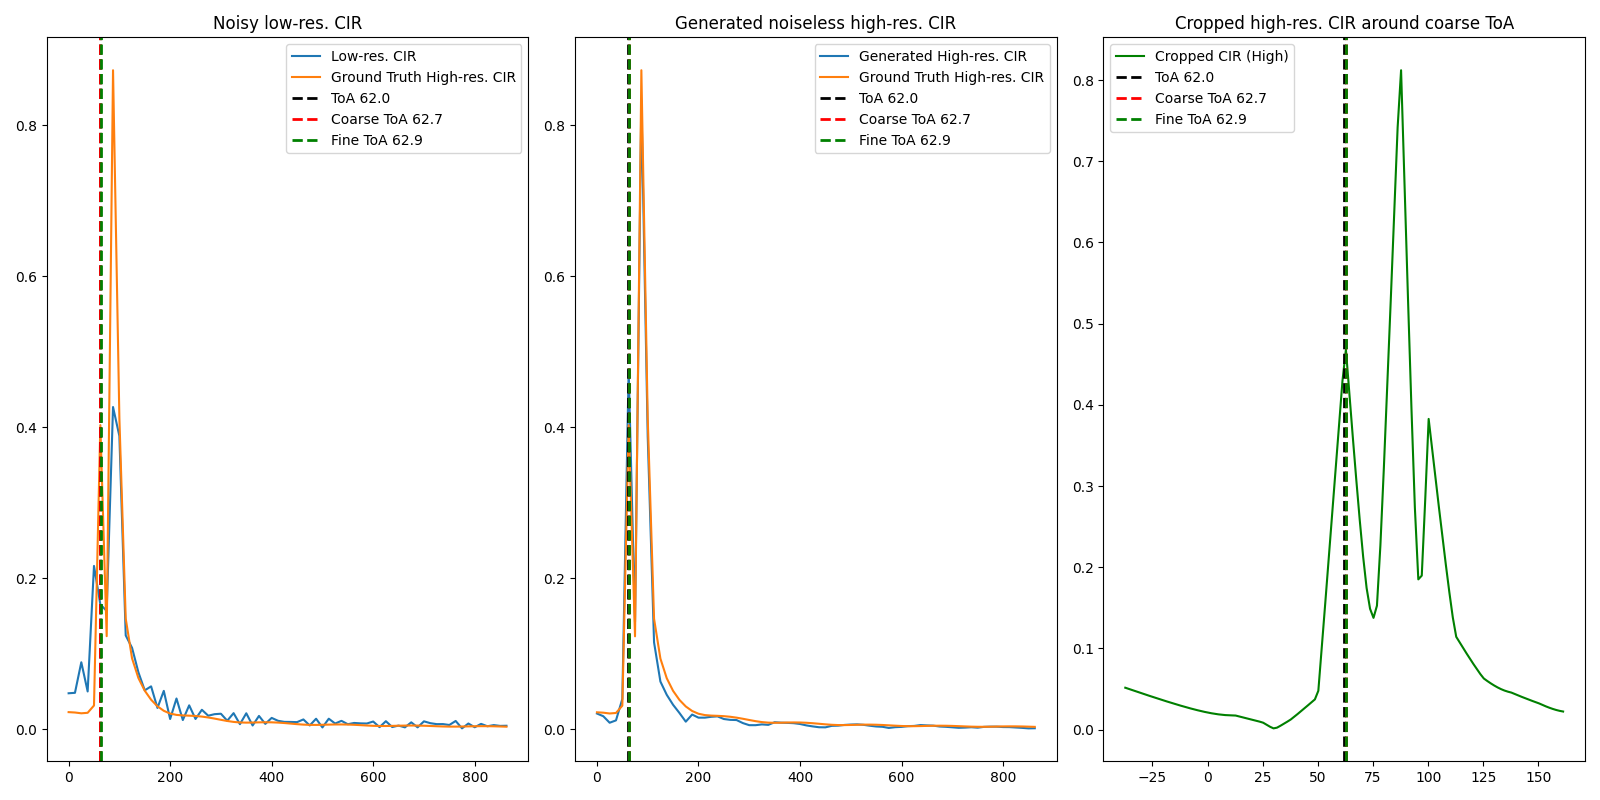 Noisy low-res. CIR
Low-res. CIR
Ground Truth High-res. CIR
ToA 62.0
Coarse ToA 62.7
Fine ToA 62.9
0.8
0.6
0.4
0.2
0.0
0 200 400 600 800
Generated noiseless high-res. CIR
Generated High-res. CIR
Ground Truth High-res. CIR
ToA 62.0
Coarse ToA 62.7
Fine ToA 62.9
0.8
0.6
0.4
0.2
0.0
0 200 400 600 800
Cropped high-res. CIR around coarse ToA
Cropped CIR (High)
ToA 62.0
Coarse ToA 62.7
Fine ToA 62.9
0.8
0.7
0.6
0.5
0.4
0.3
0.2
0.1
0.0
−25 0 25 50 75 100 125 150